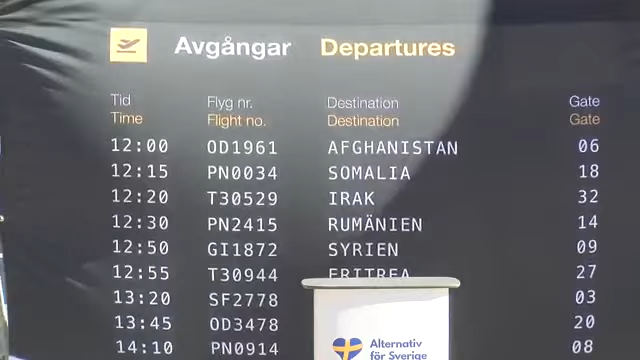 Avgångar Departures
Tid Flyg nr. Destination Gate
Time Flight no. Destination Gate
12:00 OD1961 AFGHANISTAN 06
12:15 PN0034 SOMALIA 18
12:20 T30529 IRAK 32
12:30 PN2415 RUMÄNIEN 14
12:50 GI1872 SYRIEN 09
12:55 T30944 ERITREA 27
13:20 SF2778 03
13:45 OD3478 20
14:10 PN0914 08
Alternativ
för Sverige